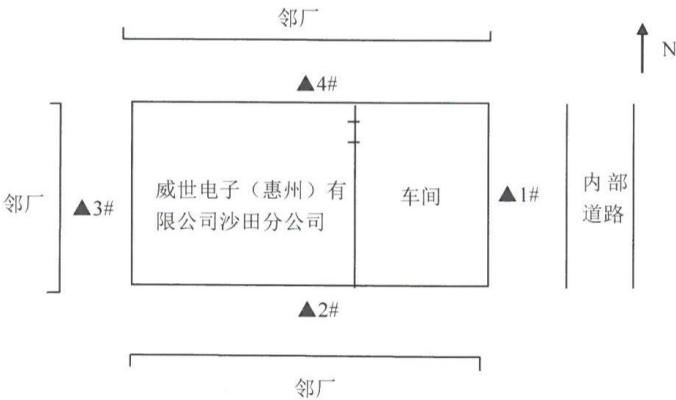 邻厂
N
▲4#
威世电子（惠州）有
限公司沙田分公司
车间
▲1#
内部
道路
邻厂
▲3#
▲2#
邻厂